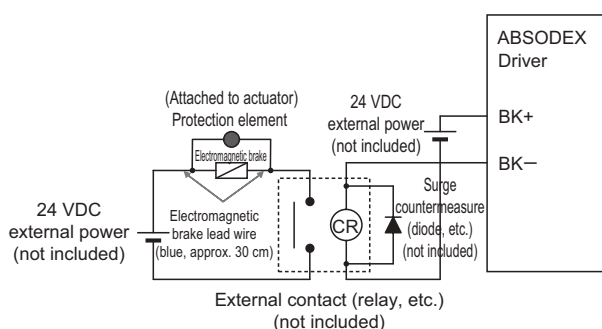 ABSODEX
Driver
(Attached to actuator)
Protection element
24 VDC
external power
(not included)
BK+
BK−
Electromagnetic brake
24 VDC
external power
(not included)
Electromagnetic
brake lead wire
(blue, approx. 30 cm)
CR
Surge
countermeasure
(diode, etc.)
(not included)
External contact (relay, etc.)
(not included)